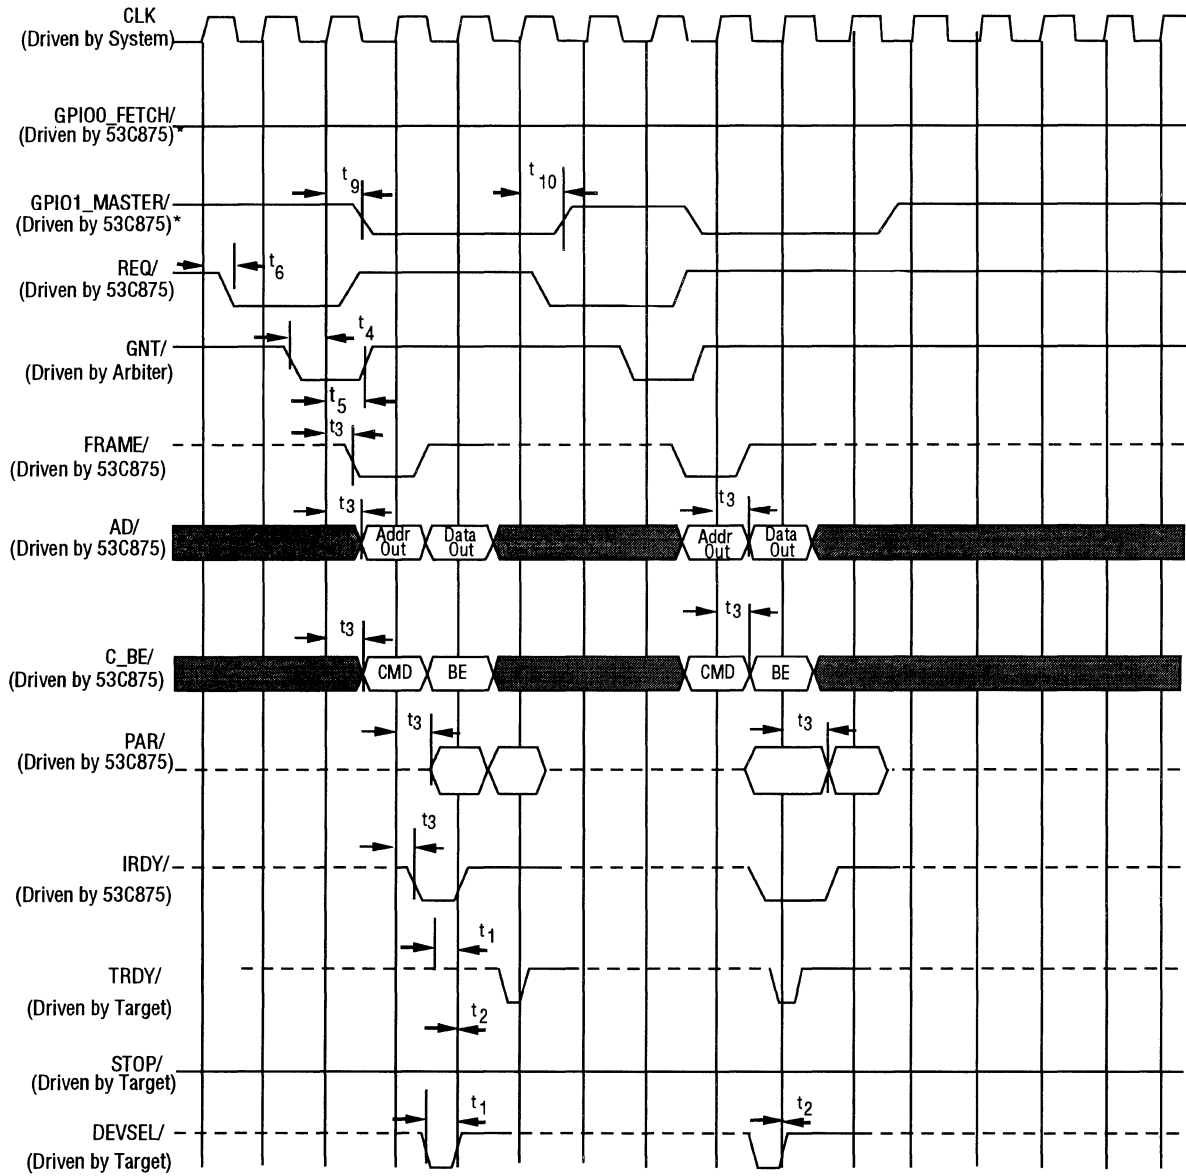 CLK
(Driven by System)
GPIO0_FETCH/
(Driven by 53C875)*
t9
t10
GPIO1_MASTER/
(Driven by 53C875)*
REQ/
(Driven by 53C875)
t6
t4
GNT/
(Driven by Arbiter)
t5
t3
FRAME/
(Driven by 53C875)
t3
t3
AD/
(Driven by 53C875)
Addr Out
Data Out
Addr Out
Data Out
t3
t3
C_BE/
(Driven by 53C875)
CMD
BE
CMD
BE
t3
t3
PAR/
(Driven by 53C875)
t3
IRDY/
(Driven by 53C875)
t1
TRDY/
(Driven by Target)
t2
STOP/
(Driven by Target)
t1
t2
DEVSEL/
(Driven by Target)